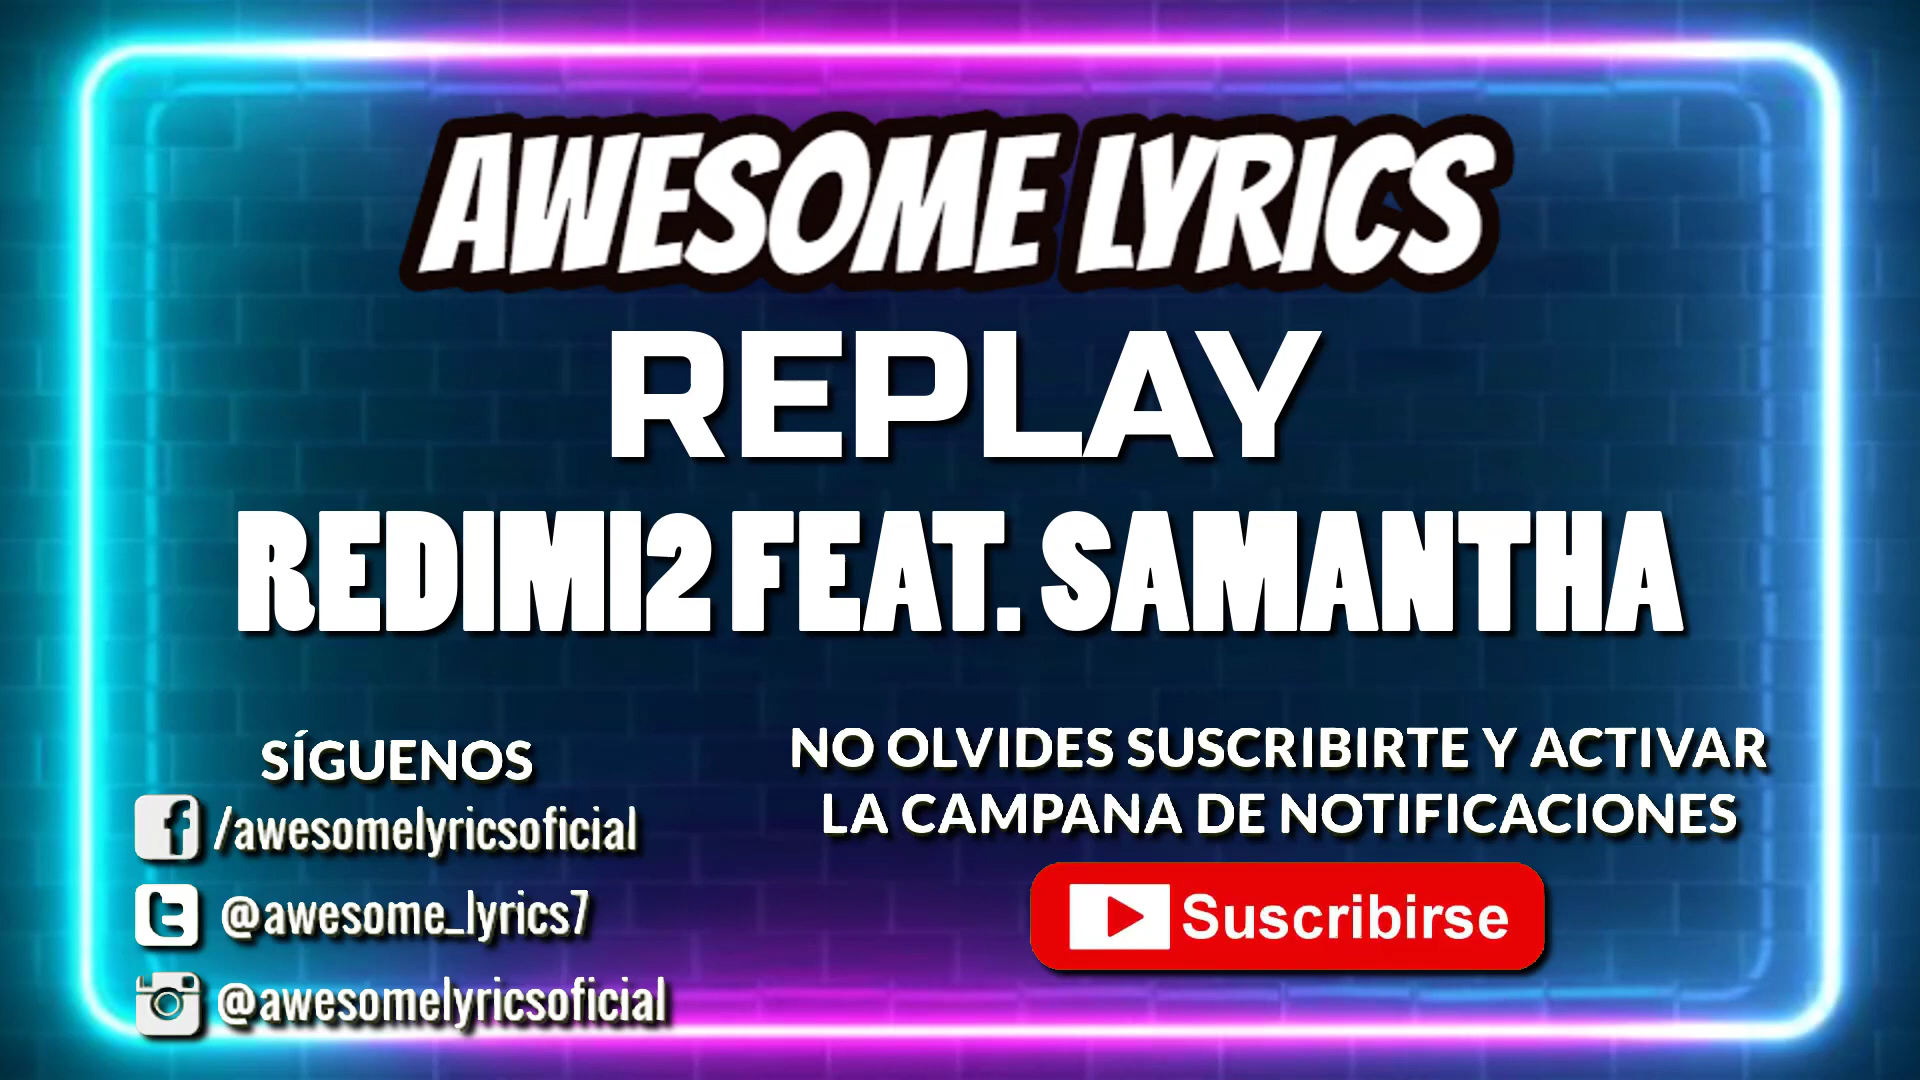 AWESOME LYRICS
REPLAY
REDIMI2 FEAT. SAMANTHA
SÍGUENOS
/awesomelyricsoficial
@awesome_lyrics7
@awesomelyricsoficial
NO OLVIDES SUSCRIBIRTE Y ACTIVAR
LA CAMPANA DE NOTIFICACIONES
Suscribirse